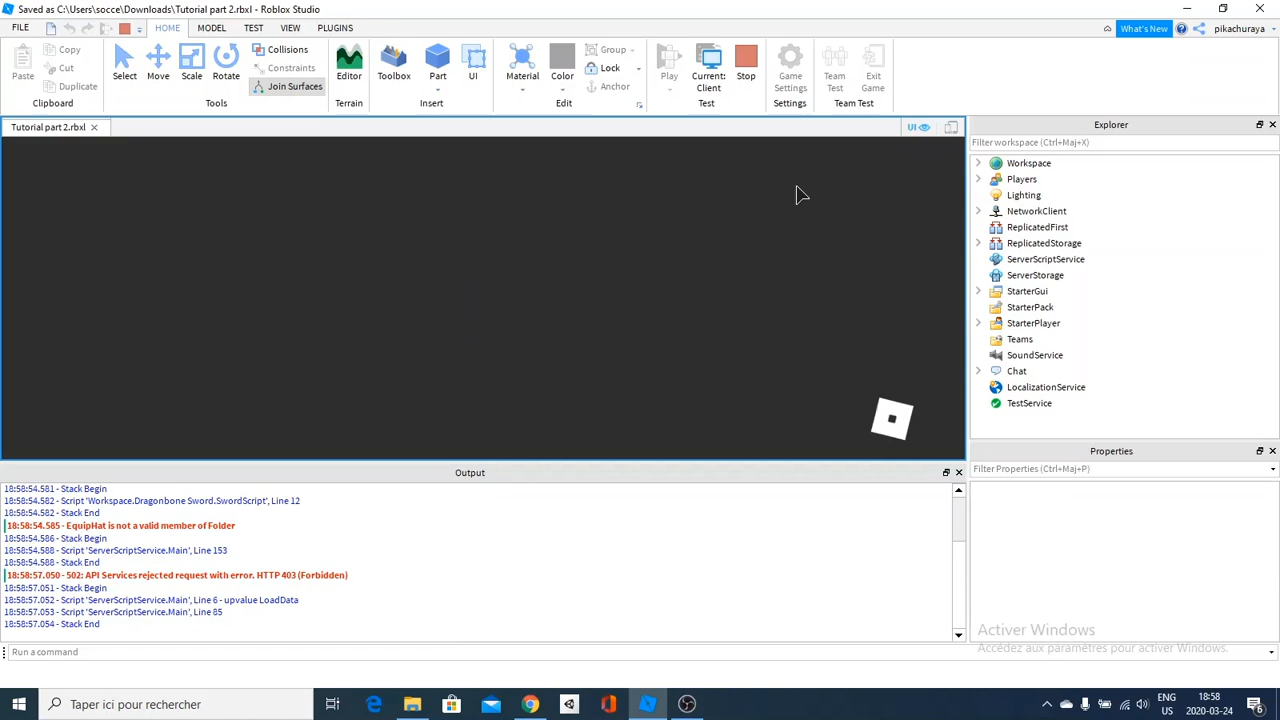 Saved as C:\Users\socce\Downloads\Tutorial part 2.rbxl - Roblox Studio
FILE HOME MODEL TEST VIEW PLUGINS What's New pikachuraya
Paste Copy Cut Duplicate
Select Move Scale Rotate
Collisions
Constraints
Join Surfaces
Editor
Toolbox Part UI
Material Color
Group
Lock
Anchor
Play Current: Client Stop
Game Settings
Team Test
Exit Game
Clipboard Tools Terrain Insert Edit Test Settings Team Test
Tutorial part 2.rbxl
UI
Explorer
Filter workspace (Ctrl+Maj+X)
Workspace
Players
Lighting
NetworkClient
ReplicatedFirst
ReplicatedStorage
ServerScriptService
ServerStorage
StarterGui
StarterPack
StarterPlayer
Teams
SoundService
Chat
LocalizationService
TestService
Properties
Filter Properties (Ctrl+Maj+P)
Output
18:58:54.581 - Stack Begin
18:58:54.582 - Script 'Workspace.Dragonbone Sword.SwordScript', Line 12
18:58:54.582 - Stack End
18:58:54.585 - EquipHat is not a valid member of Folder
18:58:54.586 - Stack Begin
18:58:54.588 - Script 'ServerScriptService.Main', Line 153
18:58:54.588 - Stack End
18:58:57.050 - 502: API Services rejected request with error. HTTP 403 (Forbidden)
18:58:57.051 - Stack Begin
18:58:57.052 - Script 'ServerScriptService.Main', Line 6 - upvalue LoadData
18:58:57.053 - Script 'ServerScriptService.Main', Line 85
18:58:57.054 - Stack End
Run a command
Activer Windows
Accédez aux paramètres pour activer Windows.
Taper ici pour rechercher
ENG
US
18:58
2020-03-24
6